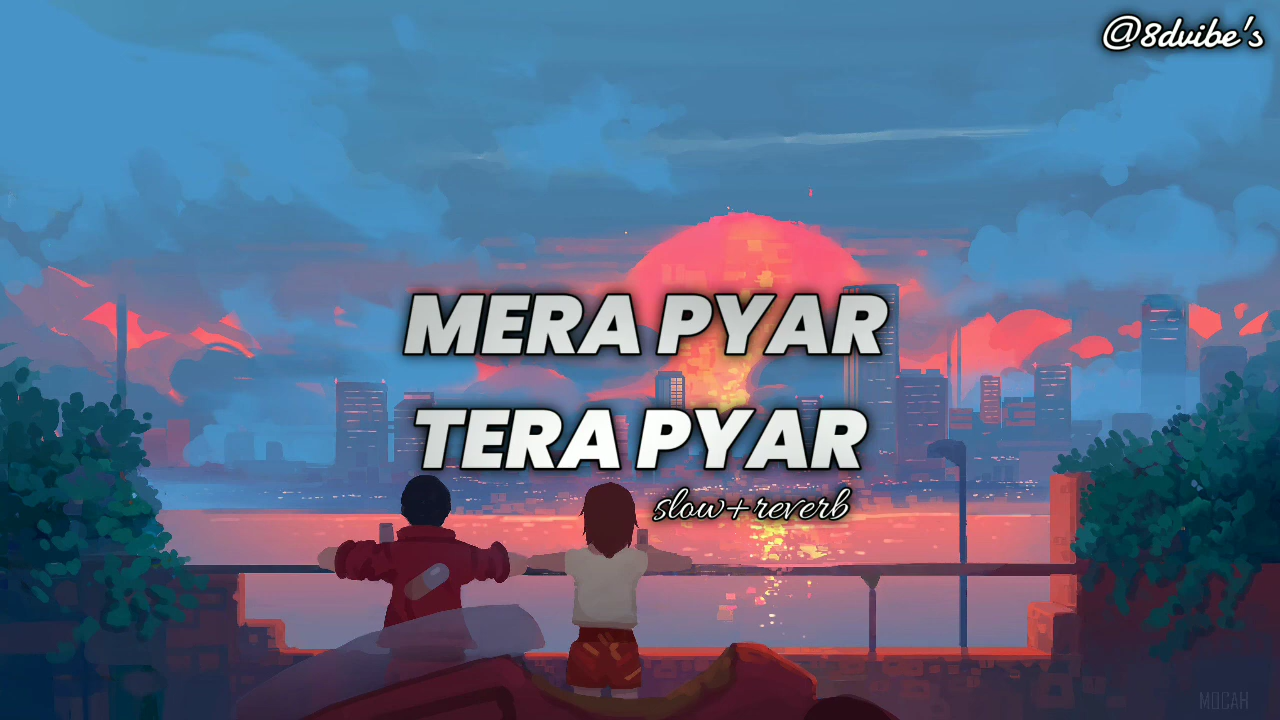 @8dvibe's
MERA PYAR
TERA PYAR
slow+reverb
MOCAH